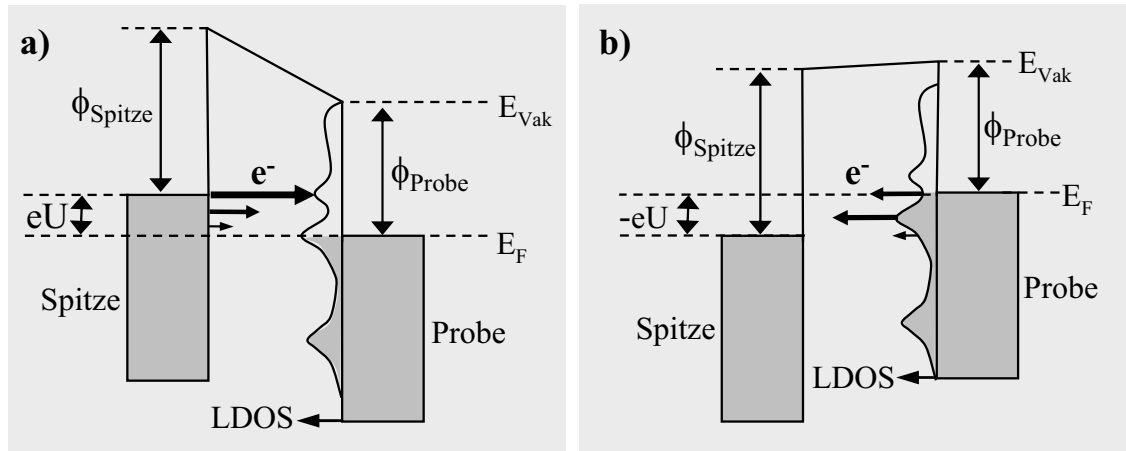 a)
ϕSpitze
EVak
e-
ϕProbe
eU
EF
Spitze
Probe
LDOS
b)
EVak
ϕSpitze
ϕProbe
e-
EF
-eU
Spitze
Probe
LDOS